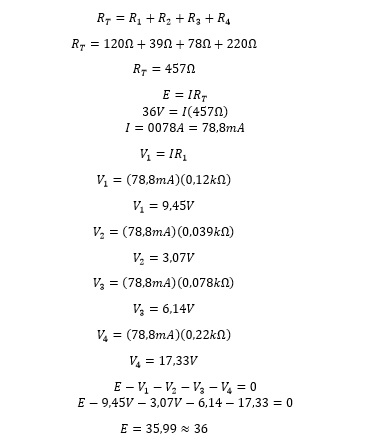 R_T = R_1 + R_2 + R_3 + R_4
R_T = 120Ω + 39Ω + 78Ω + 220Ω
R_T = 457Ω
E = IR_T
36V = I(457Ω)
I = 0078A = 78,8mA
V_1 = IR_1
V_1 = (78,8mA)(0,12kΩ)
V_1 = 9,45V
V_2 = (78,8mA)(0,039kΩ)
V_2 = 3,07V
V_3 = (78,8mA)(0,078kΩ)
V_3 = 6,14V
V_4 = (78,8mA)(0,22kΩ)
V_4 = 17,33V
E − V_1 − V_2 − V_3 − V_4 = 0
E − 9,45V − 3,07V − 6,14 − 17,33 = 0
E = 35,99 ≈ 36